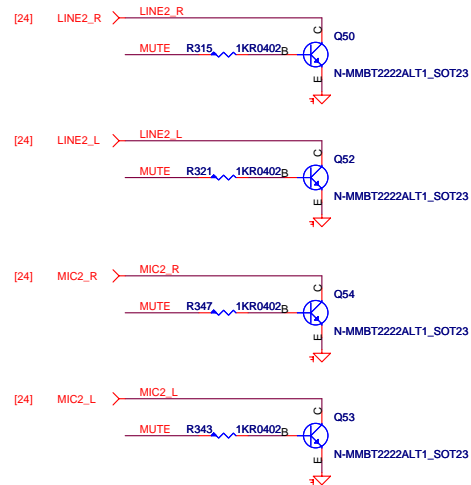 [24] LINE2_R LINE2_R
C
Q50
MUTE R315 1KR0402 B
N-MMBT2222ALT1_SOT23
E
[24] LINE2_L LINE2_L
C
Q52
MUTE R321 1KR0402 B
N-MMBT2222ALT1_SOT23
E
[24] MIC2_R MIC2_R
C
Q54
MUTE R347 1KR0402 B
N-MMBT2222ALT1_SOT23
E
[24] MIC2_L MIC2_L
C
Q53
MUTE R343 1KR0402 B
N-MMBT2222ALT1_SOT23
E